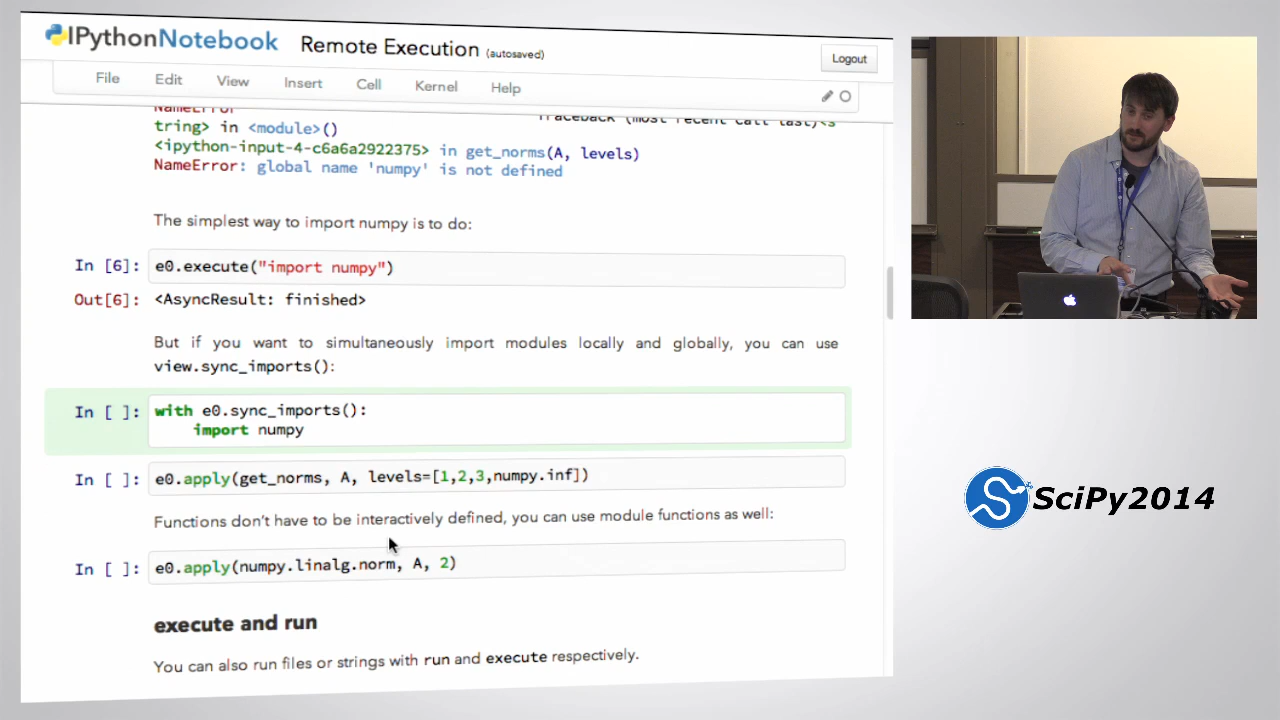 IPythonNotebook Remote Execution (autosaved)
Logout
File Edit View Insert Cell Kernel Help
NameError Traceback (most recent call last)<s
tring> in <module>()
<ipython-input-4-c6a6a2922375> in get_norms(A, levels)
NameError: global name 'numpy' is not defined
The simplest way to import numpy is to do:
In [6]: e0.execute("import numpy")
Out[6]: <AsyncResult: finished>
But if you want to simultaneously import modules locally and globally, you can use
view.sync_imports():
In [ ]: with e0.sync_imports():
import numpy
In [ ]: e0.apply(get_norms, A, levels=[1,2,3,numpy.inf])
Functions don't have to be interactively defined, you can use module functions as well:
In [ ]: e0.apply(numpy.linalg.norm, A, 2)
execute and run
You can also run files or strings with run and execute respectively.
SciPy2014